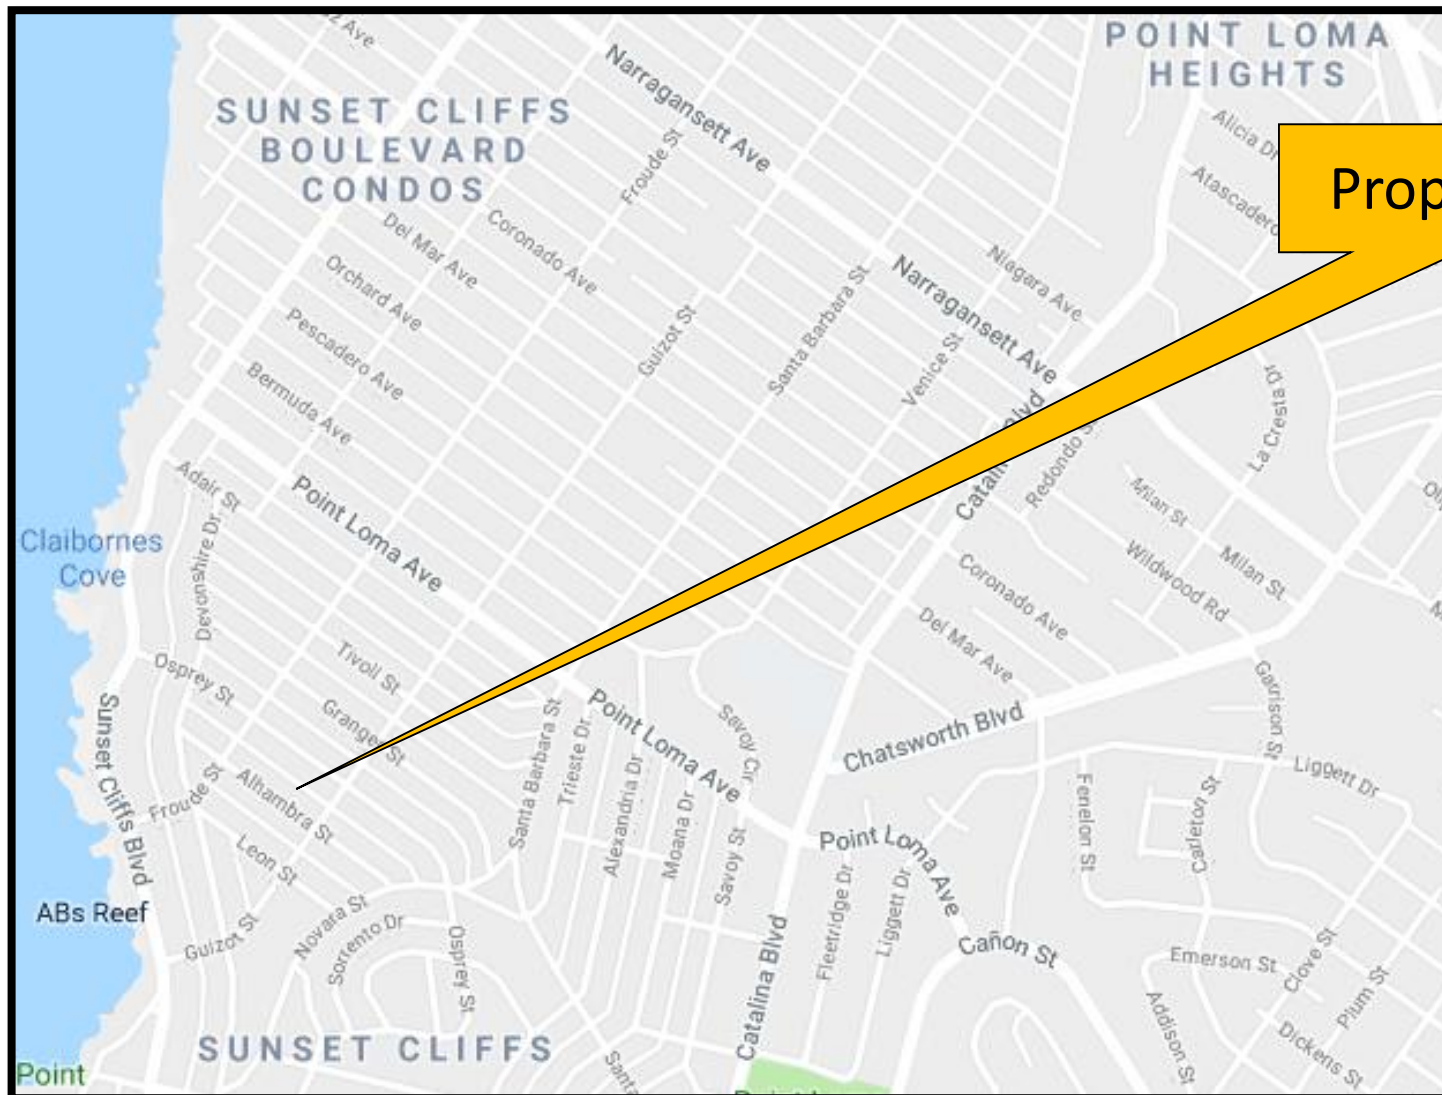 POINT LOMA
HEIGHTS
Narragansett Ave
SUNSET CLIFFS
BOULEVARD
CONDOS
Froude St
Alicia Dr
Prop
Atascadero
Del Mar Ave
Coronado Ave
Niagara Ave
Orchard Ave
Narragansett Ave
Santa Barbara St
Guizot St
Pescadero Ave
Venice St
Bermuda Ave
La Cresta Dr
Catalina Blvd
Redondo
Adair St
Point Loma Ave
Milan St
Claibornes
Cove
Devonshire Dr
Wildwood Rd
Milan St
Coronado Ave
Del Mar Ave
Osprey St
Tivoli St
Garrison St
Sunset Cliffs Blvd
Granger St
Santa Barbara St
Trieste Dr
Point Loma Ave
Savoy Cir
Chatsworth Blvd
Liggett Dr
Froude St
Alhambra St
Alexandria Dr
Moana Dr
Savoy St
Point Loma Ave
Fenelon St
Carleton St
Leon St
ABs Reef
Guizot St
Novara St
Sorrento Dr
Osprey St
Catalina Blvd
Fleetridge Dr
Liggett Dr
Cañon St
Emerson St
Clove St
Plum St
Addison St
Dickens St
SUNSET CLIFFS
Santa
Point